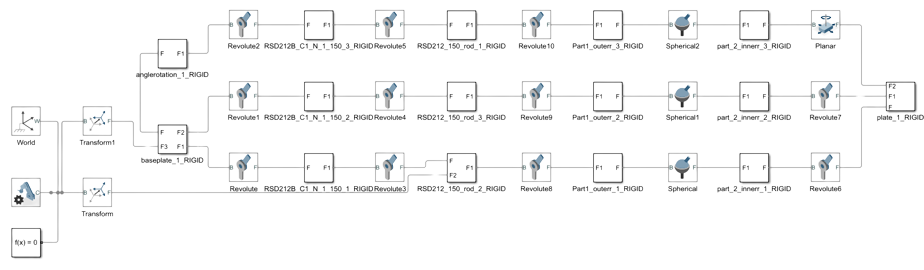 B F F F1 B F F F1 B F F F1 B F F F1 B F
Revolute2 RSD212B_C1_N_1_150_3_RIGID Revolute5 RSD212_150_rod_1_RIGID Revolute10 Part1_outerr_3_RIGID Spherical2 part_2_innerr_3_RIGID Planar
F F1
anglerotation_1_RIGID
F2
F1
F
plate_1_RIGID
B F F F1 B F F F1 B F F F1 B F F F1 B F
Revolute1 RSD212B_C1_N_1_150_2_RIGID Revolute4 RSD212_150_rod_3_RIGID Revolute9 Part1_outerr_2_RIGID Spherical1 part_2_innerr_2_RIGID Revolute7
W
World
B F
Transform1
F F2
F3 F1
baseplate_1_RIGID
B F F F1 B F F F1 B F F F1 B F F F1 B F
F2
Revolute RSD212B_C1_N_1_150_1_RIGID Revolute3 RSD212_150_rod_2_RIGID Revolute8 Part1_outerr_1_RIGID Spherical part_2_innerr_1_RIGID Revolute6
C
B F
Transform
f(x) = 0